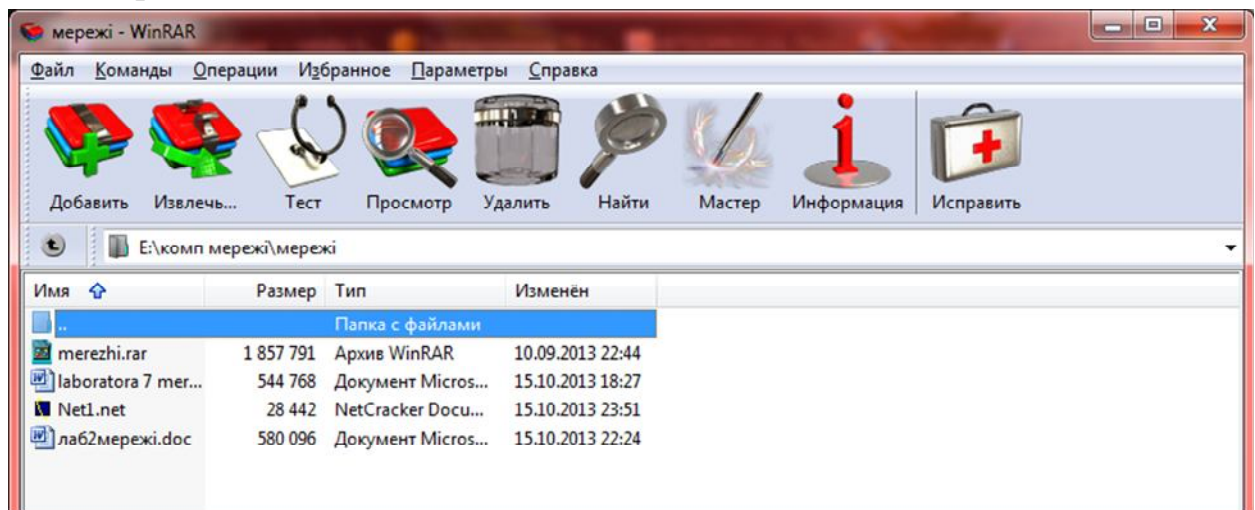 мережі - WinRAR
Файл Команды Операции Избранное Параметры Справка
Добавить Извлечь... Тест Просмотр Удалить Найти Мастер Информация Исправить
E:\комп мережі\мережі
Имя Размер Тип Изменён
.. Папка с файлами
merezhi.rar 1 857 791 Архив WinRAR 10.09.2013 22:44
laboratora 7 mer... 544 768 Документ Micros... 15.10.2013 18:27
Net1.net 28 442 NetCracker Docu... 15.10.2013 23:51
лаб2мережі.doc 580 096 Документ Micros... 15.10.2013 22:24